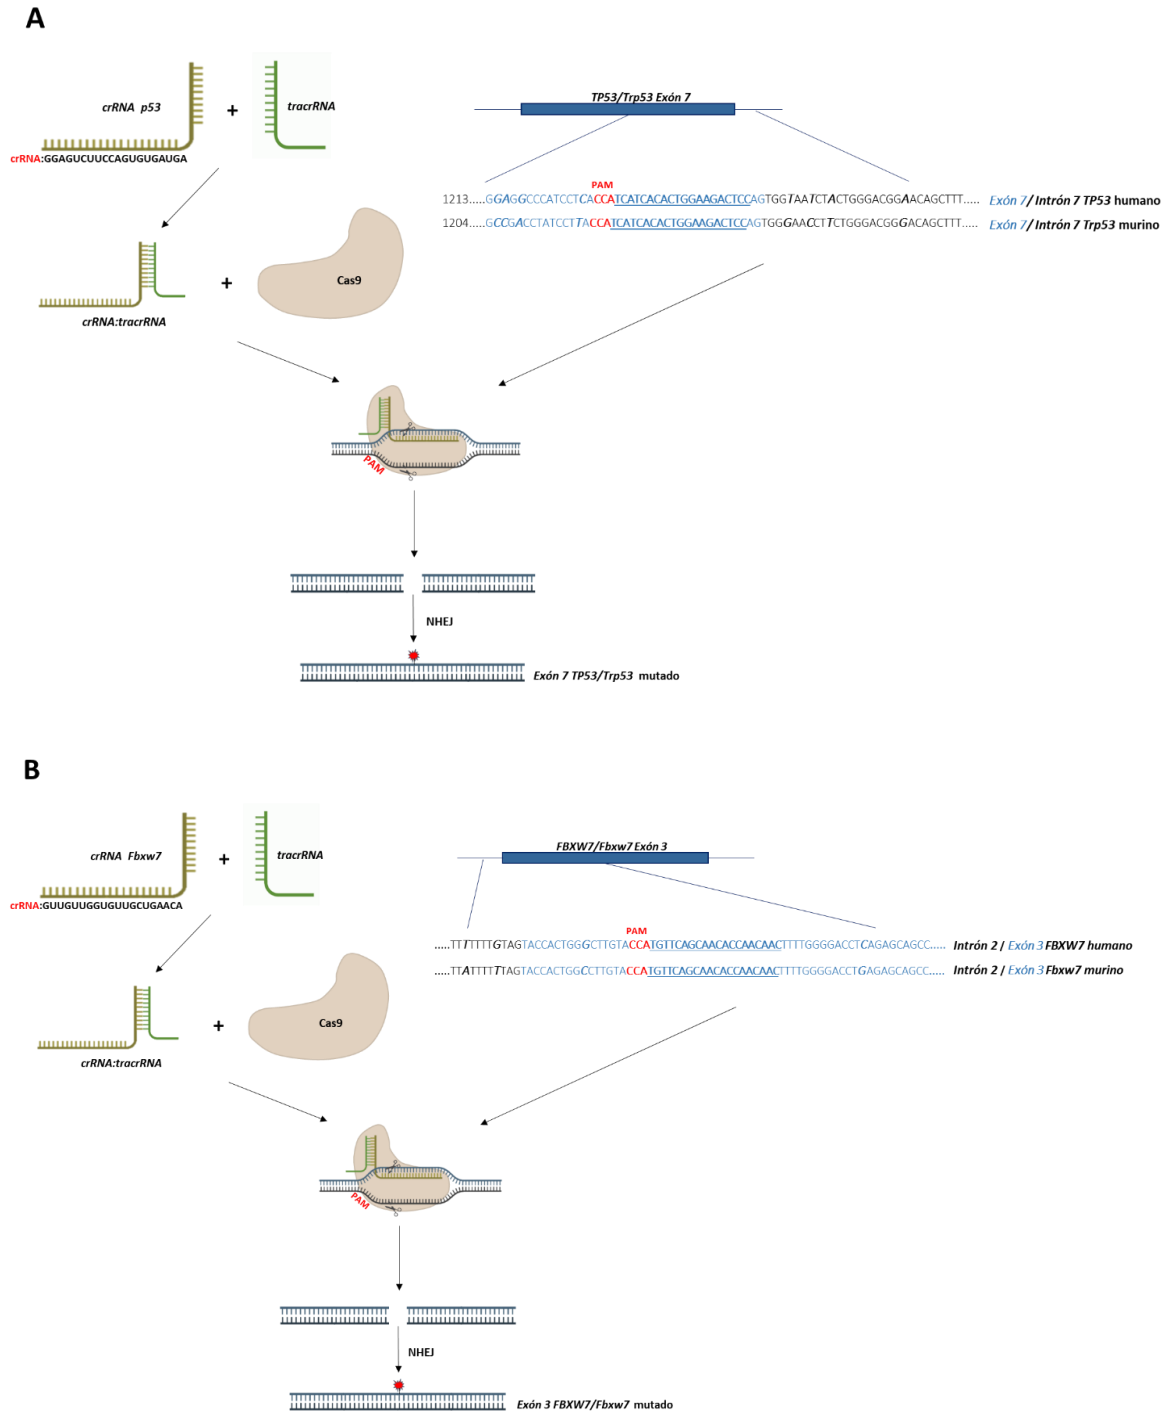 A
crRNA p53
+
tracrRNA
crRNA:GGAGUCUUCCAGUGUGAUGA
TP53/Trp53 Exón 7
PAM
1213.....GGAGGCCCATCCTCACCATCATCACACTGGAAGACTCCAGTGGTAATCTACTGGGACGGAACAGCTTT..... Exón 7/ Intrón 7 TP53 humano
1204.....GCCGACCTATCCTTACCATCATCACACTGGAAGACTCCAGTGGGAACCTTCTGGGACGGGACAGCTTT..... Exón 7/ Intrón 7 Trp53 murino
+
Cas9
crRNA:tracrRNA
PAM
NHEJ
Exón 7 TP53/Trp53 mutado
B
crRNA Fbxw7
+
tracrRNA
crRNA:GUUGUUGGUGUUGCUGAACA
FBXW7/Fbxw7 Exón 3
PAM
.....TTTTTTTGTAGTACCACTGGGCTTGTACCATGTTCAGCAACACCAACAACTTTTGGGGACCTCAGAGCAGCC..... Intrón 2 / Exón 3 FBXW7 humano
.....TTATTTTTTAGTACCACTGGCCTTGTACCATGTTCAGCAACACCAACAACTTTTGGGGACCTGAGAGCAGCC..... Intrón 2 / Exón 3 Fbxw7 murino
+
Cas9
crRNA:tracrRNA
PAM
NHEJ
Exón 3 FBXW7/Fbxw7 mutado